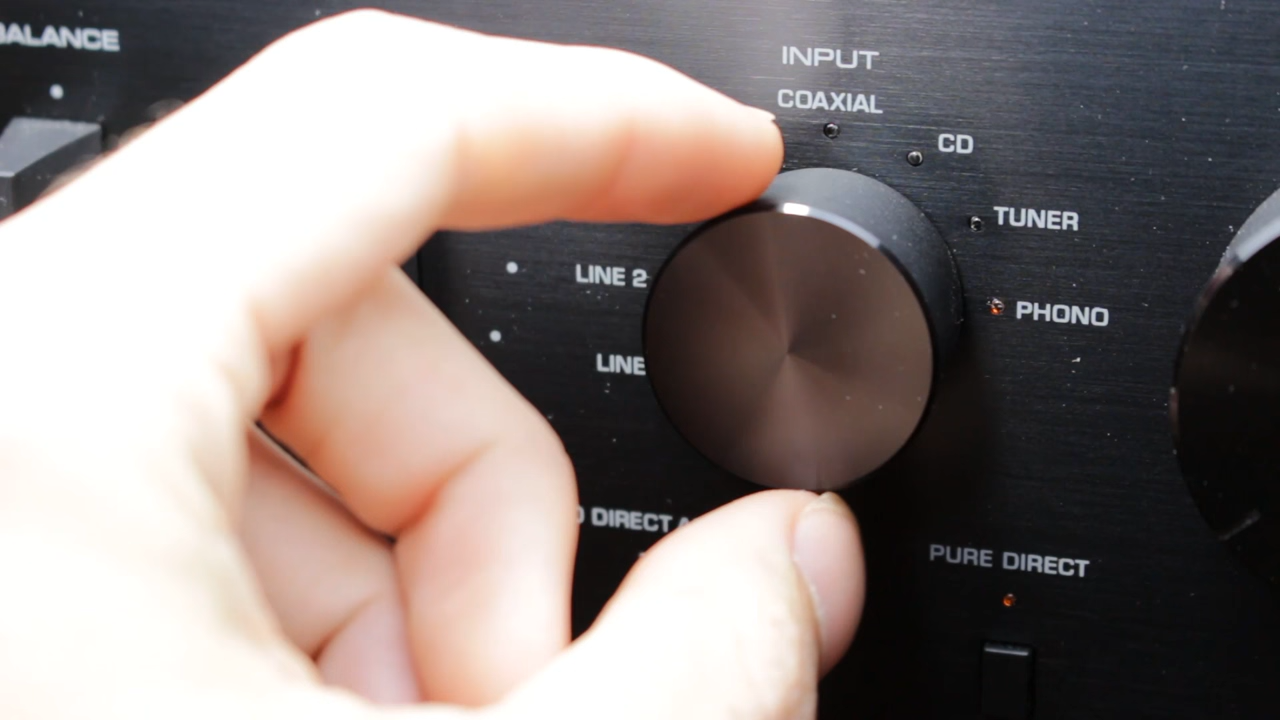 BALANCE
INPUT
COAXIAL
CD
TUNER
LINE 2
PHONO
LINE
DIRECT
PURE DIRECT